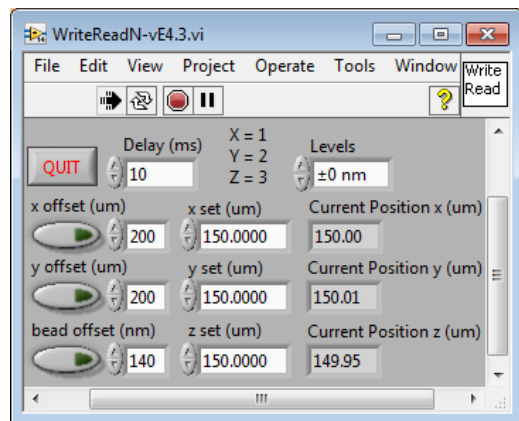 WriteReadN-vE4.3.vi
File Edit View Project Operate Tools Window
Write
Read
?
X = 1
Y = 2
Z = 3
Delay (ms)
Levels
QUIT
10
±0 nm
x offset (um) x set (um) Current Position x (um)
200 150.0000 150.00
y offset (um) y set (um) Current Position y (um)
200 150.0000 150.01
bead offset (nm) z set (um) Current Position z (um)
140 150.0000 149.95